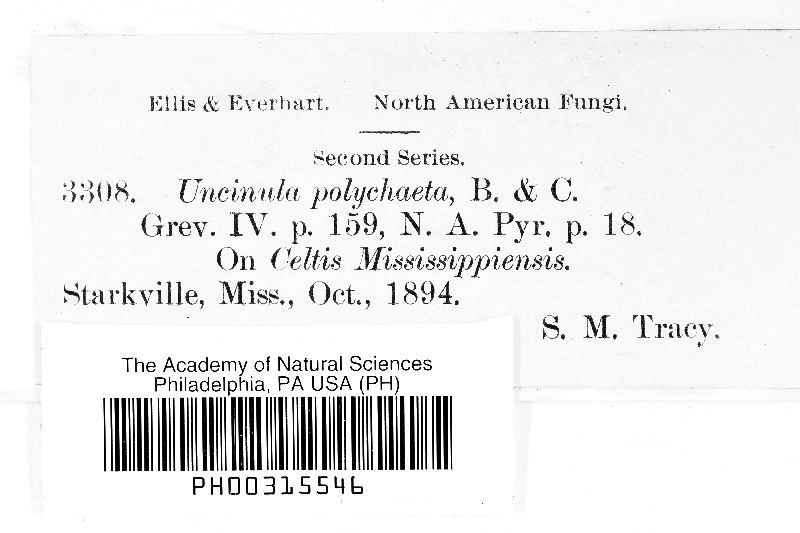 Ellis & Everhart. North American Fungi.
Second Series.
3308. Uncinula polychaeta, B. & C.
Grev. IV. p. 159, N. A. Pyr. p. 18.
On Celtis Mississippiensis.
Starkville, Miss., Oct., 1894.
S. M. Tracy.
The Academy of Natural Sciences
Philadelphia, PA USA (PH)
PH00315546